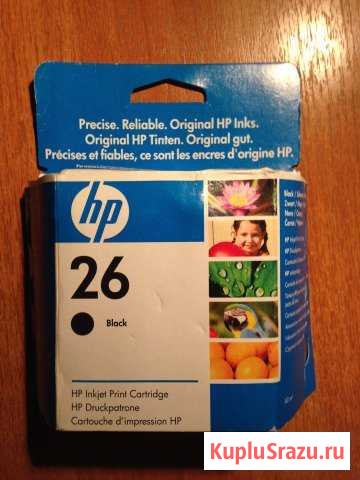 Precise. Reliable. Original HP Inks.
Original HP Tinten. Original gut.
Précises et fiables, ce sont les encres d'origine HP.
hp
26
Black
HP Inkjet Print Cartridge
HP Druckpatrone
Cartouche d'impression HP
KupluSrazu.ru